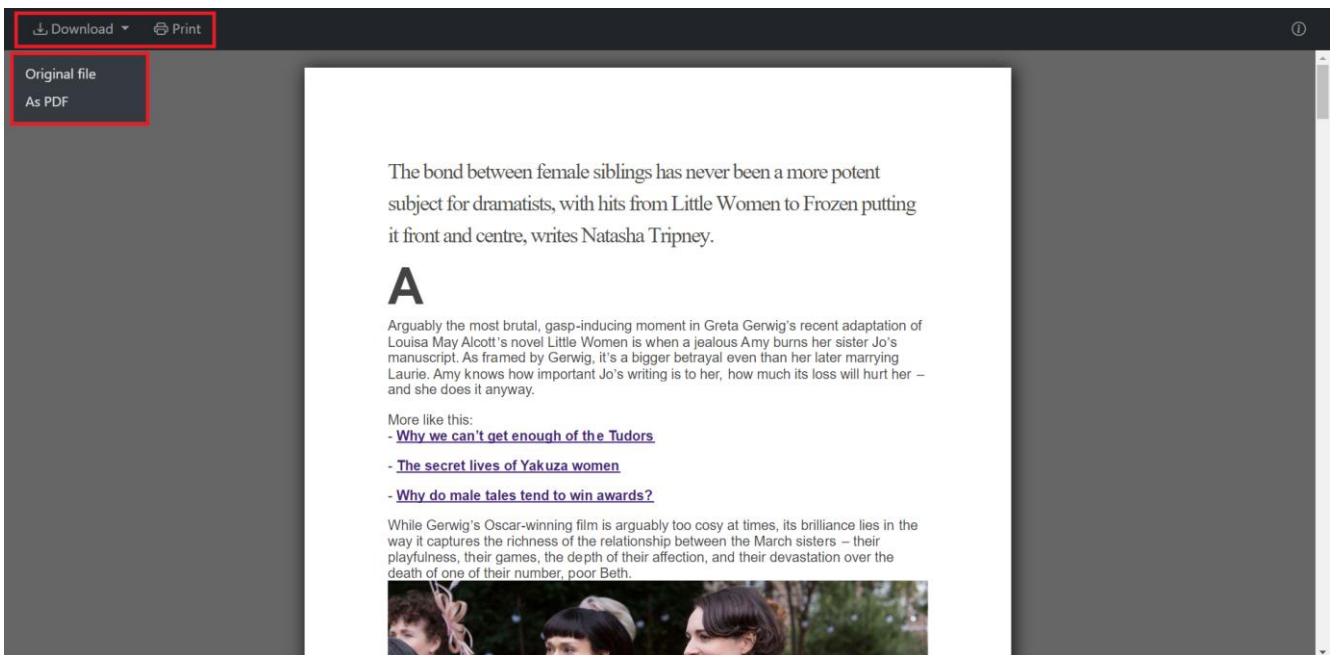 Download Print
Original file
As PDF
The bond between female siblings has never been a more potent
subject for dramatists, with hits from Little Women to Frozen putting
it front and centre, writes Natasha Tripney.
A
Arguably the most brutal, gasp-inducing moment in Greta Gerwig’s recent adaptation of
Louisa May Alcott’s novel Little Women is when a jealous Amy burns her sister Jo’s
manuscript. As framed by Gerwig, it’s a bigger betrayal even than her later marrying
Laurie. Amy knows how important Jo’s writing is to her, how much its loss will hurt her –
and she does it anyway.
More like this:
- Why we can’t get enough of the Tudors
- The secret lives of Yakuza women
- Why do male tales tend to win awards?
While Gerwig’s Oscar-winning film is arguably too cosy at times, its brilliance lies in the
way it captures the richness of the relationship between the March sisters – their
playfulness, their games, the depth of their affection, and their devastation over the
death of one of their number, poor Beth.